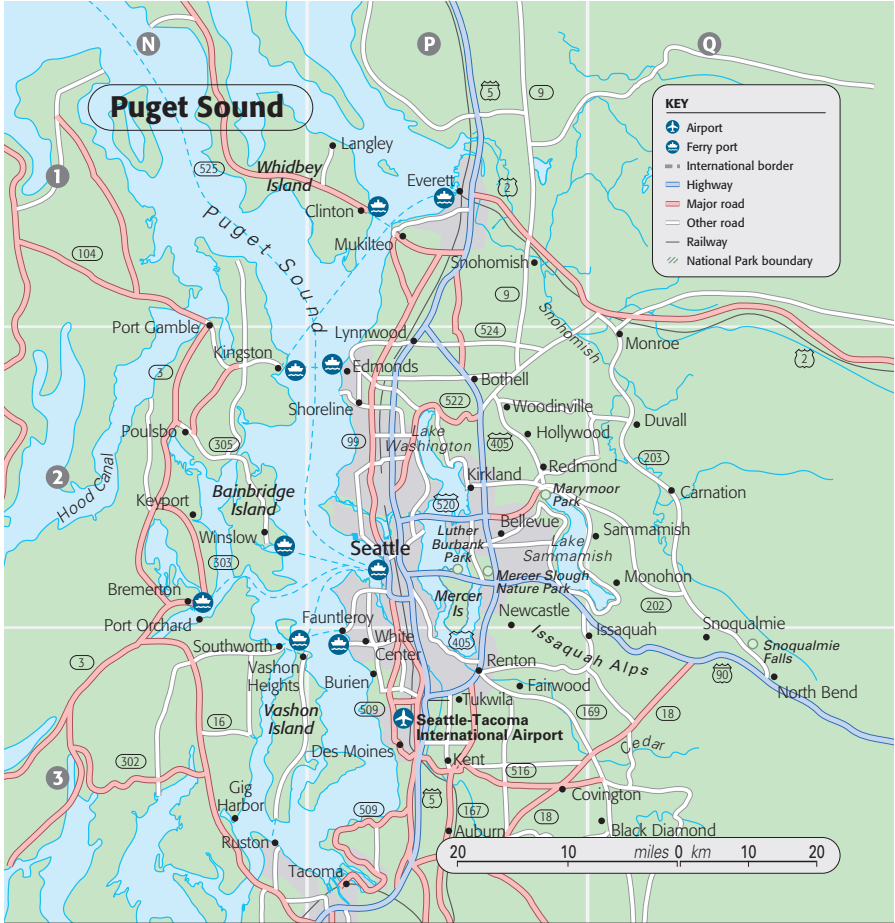 N
P
Q
Puget Sound
5
9
KEY
Airport
Ferry port
International border
Highway
Major road
Other road
Railway
National Park boundary
Langley
525
Whidbey
Island
1
Everett
2
Clinton
Puget Sound
Mukilteo
104
Snohomish
9
Snohomish
Port Gamble
Lynnwood
524
Monroe
Kingston
2
Edmonds
3
Bothell
Shoreline
522
Woodinville
Duvall
Poulsbo
305
99
Lake
Washington
405
Hollywood
203
Hood Canal
2
Kirkland
Redmond
Bainbridge
Island
Marymoor
Park
Carnation
Keyport
520
Winslow
Luther
Burbank
Park
Bellevue
Lake
Sammamish
Sammamish
Seattle
303
Mercer Slough
Nature Park
Monohon
Bremerton
Mercer
Is
202
Port Orchard
Fauntleroy
Newcastle
Issaquah Alps
Issaquah
Snoqualmie
Southworth
White
Center
405
Snoqualmie
Falls
3
Vashon
Heights
Renton
90
Burien
Fairwood
North Bend
Vashon
Island
509
Tukwila
169
18
16
Seattle-Tacoma
International Airport
Des Moines
Cedar
302
Kent
516
3
Gig
Harbor
5
Covington
509
167
18
Ruston
Auburn
Black Diamond
20
10
miles
0
km
10
20
Tacoma